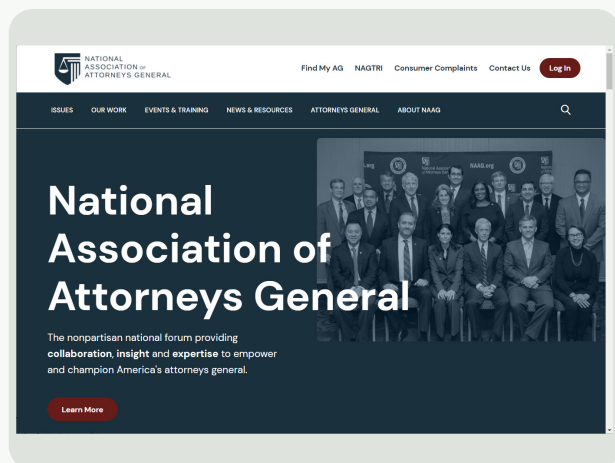 NATIONAL
ASSOCIATION OF
ATTORNEYS GENERAL
Find My AG NAGTRI Consumer Complaints Contact Us Log In
ISSUES OUR WORK EVENTS & TRAINING NEWS & RESOURCES ATTORNEYS GENERAL ABOUT NAAG
NAAG.org
National
Association of
Attorneys General
The nonpartisan national forum providing
collaboration, insight and expertise to empower
and champion America's attorneys general.
Learn More